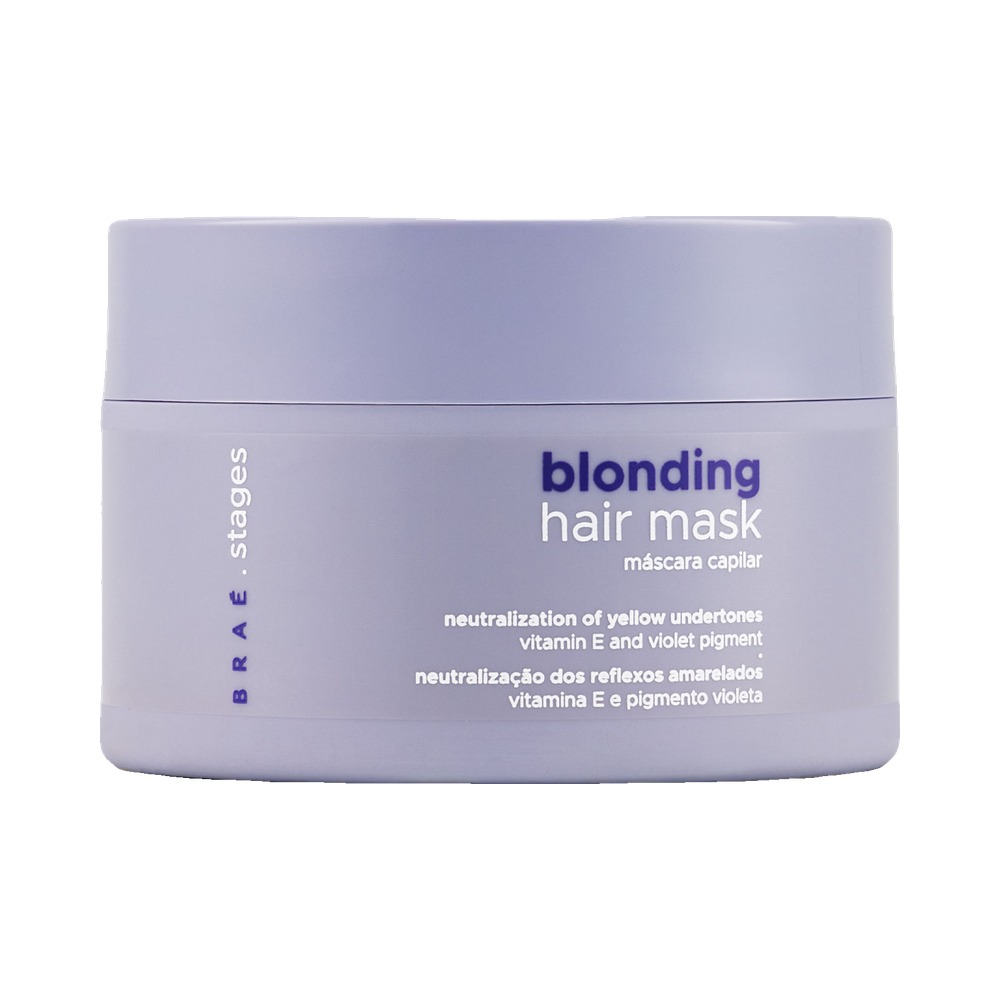 BRAÉ . stages
blonding
hair mask
máscara capilar
neutralization of yellow undertones
vitamin E and violet pigment
.
neutralização dos reflexos amarelados
vitamina E e pigmento violeta